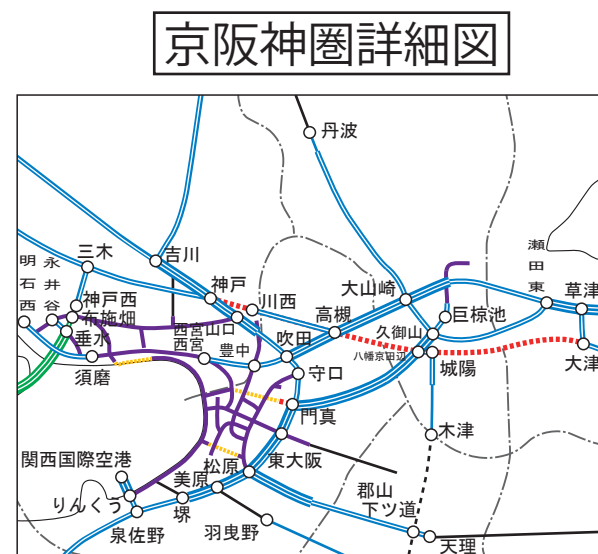 京阪神圏詳細図
丹波
三木
吉川
明石西
永井谷
瀬田東
神戸
川西
大山崎
草津
神戸西
布施畑
高槻
巨椋池
西宮山口
西宮
吹田
久御山
垂水
豊中
八幡京田辺
城陽
大津
須磨
守口
門真
木津
関西国際空港
松原
東大阪
美原
りんくう
堺
郡山
下ツ道
泉佐野
羽曳野
天理